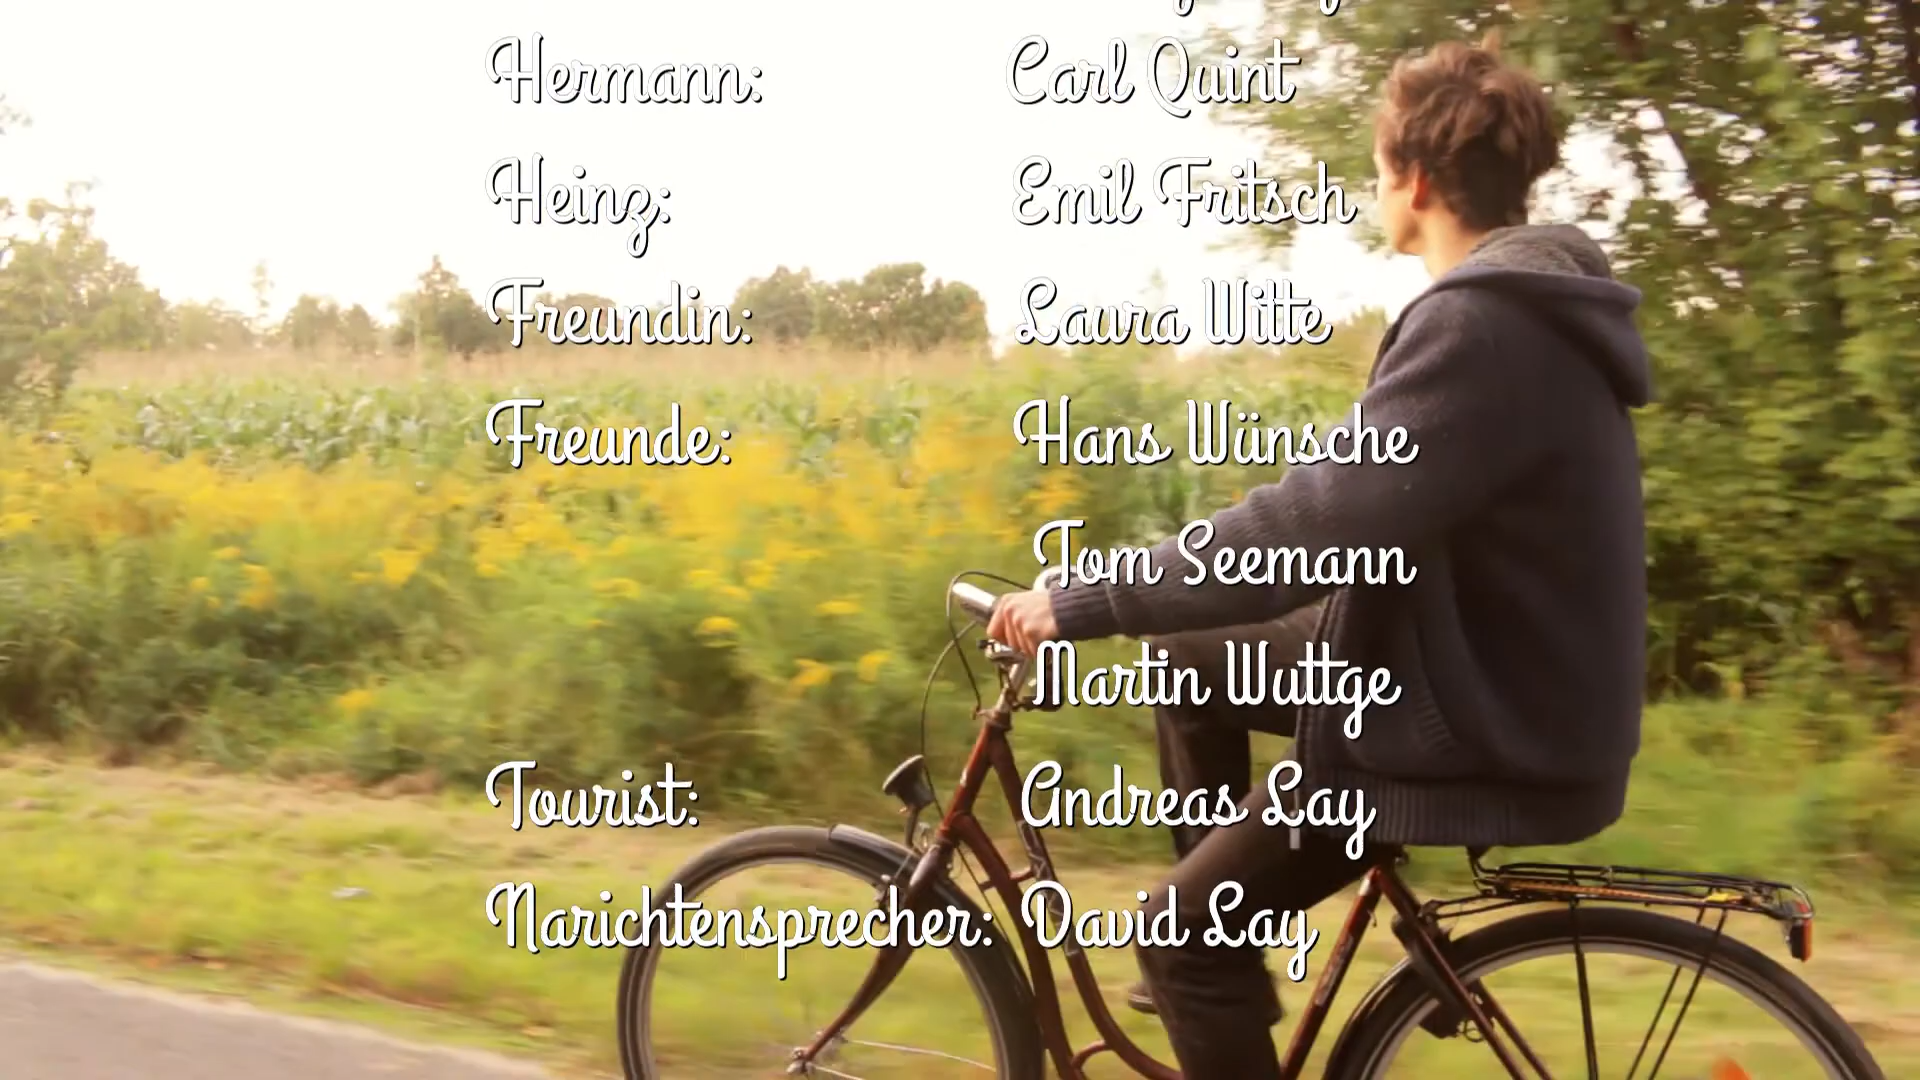 Hermann: Carl Quint
Heinz: Emil Fritsch
Freundin: Laura Witte
Freunde: Hans Wünsche
Tom Seemann
Martin Wuttge
Tourist: Andreas Lay
Narichtensprecher: David Lay